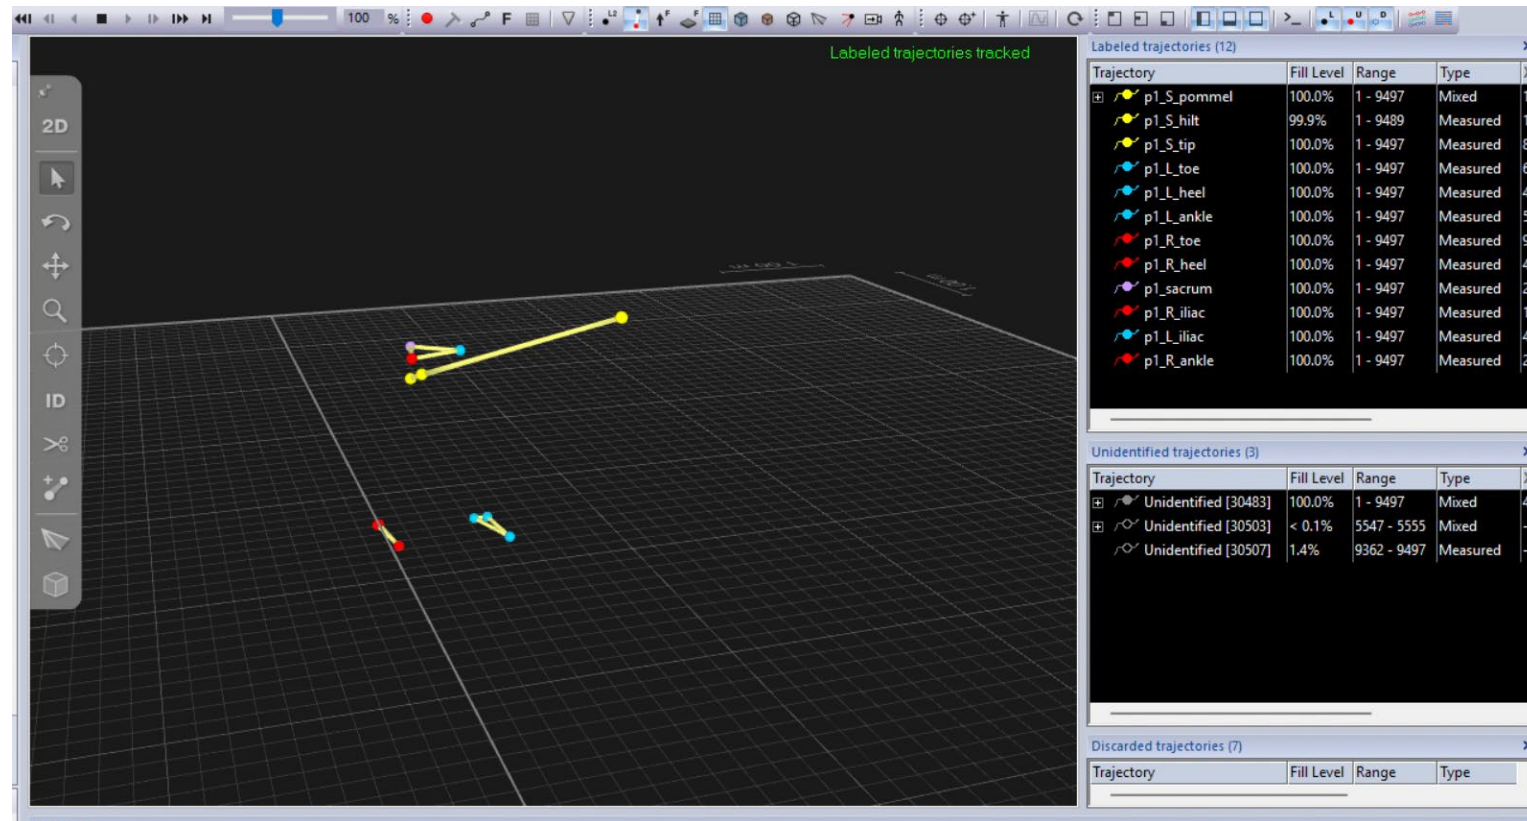 100 %
F
L2
F
F
L
U
D
Labeled trajectories tracked
2D
ID
1.00 m
1.00 m
Labeled trajectories (12)
Trajectory Fill Level Range Type
p1_S_pommel 100.0% 1 - 9497 Mixed
p1_S_hilt 99.9% 1 - 9489 Measured
p1_S_tip 100.0% 1 - 9497 Measured
p1_L_toe 100.0% 1 - 9497 Measured
p1_L_heel 100.0% 1 - 9497 Measured
p1_L_ankle 100.0% 1 - 9497 Measured
p1_R_toe 100.0% 1 - 9497 Measured
p1_R_heel 100.0% 1 - 9497 Measured
p1_sacrum 100.0% 1 - 9497 Measured
p1_R_iliac 100.0% 1 - 9497 Measured
p1_L_iliac 100.0% 1 - 9497 Measured
p1_R_ankle 100.0% 1 - 9497 Measured
Unidentified trajectories (3)
Trajectory Fill Level Range Type
Unidentified [30483] 100.0% 1 - 9497 Mixed
Unidentified [30503] < 0.1% 5547 - 5555 Mixed
Unidentified [30507] 1.4% 9362 - 9497 Measured
Discarded trajectories (7)
Trajectory Fill Level Range Type